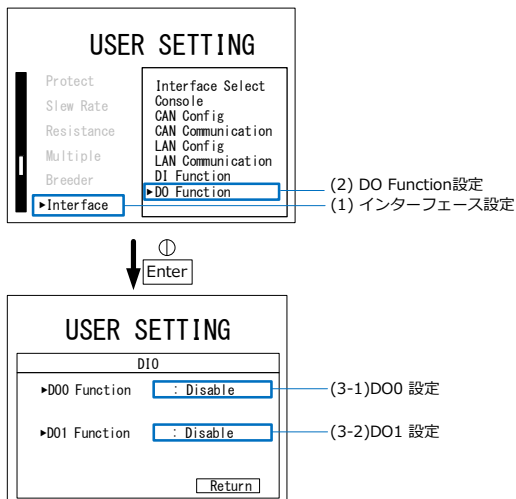 USER SETTING
Protect
Slew Rate
Resistance
Multiple
Breeder
►Interface
Interface Select
Console
CAN Config
CAN Communication
LAN Config
LAN Communication
DI Function
►DO Function
(2) DO Function設定
(1) インターフェース設定
Enter
USER SETTING
DIO
►DO0 Function : Disable
(3-1)DO0 設定
►DO1 Function : Disable
(3-2)DO1 設定
Return